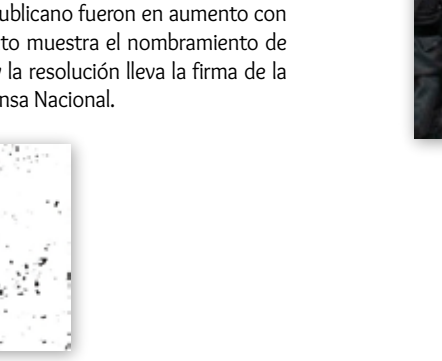 ublicano fueron en aumento con
to muestra el nombramiento de
la resolución lleva la firma de la
nsa Nacional.